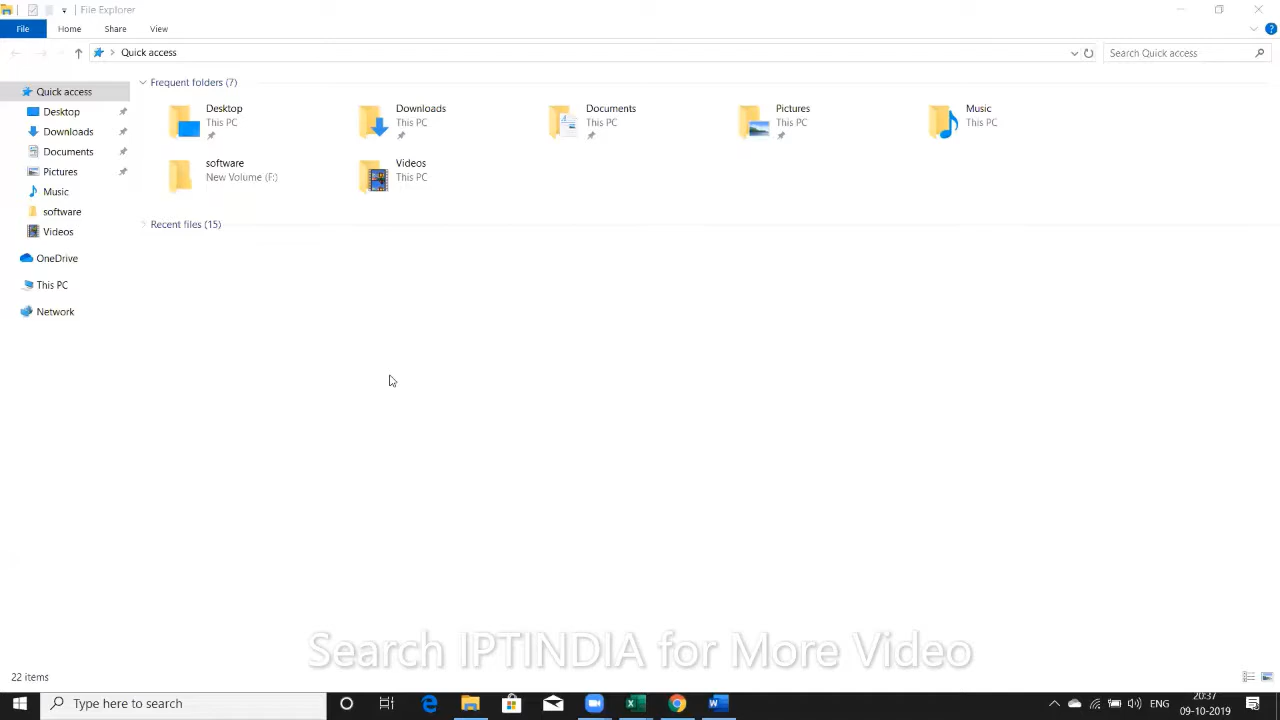 File Explorer
File Home Share View
Quick access
Search Quick access
Quick access
Desktop
Downloads
Documents
Pictures
Music
software
Videos
OneDrive
This PC
Network
Frequent folders (7)
Desktop
This PC
Downloads
This PC
Documents
This PC
Pictures
This PC
Music
This PC
software
New Volume (F:)
Videos
This PC
Recent files (15)
Search IPTINDIA for More Video
22 items
Type here to search
ENG
20:37
09-10-2019